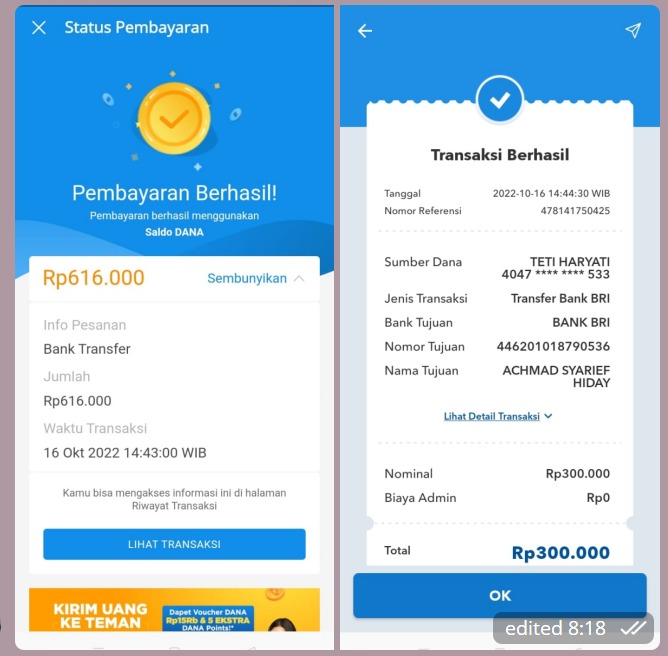 Status Pembayaran
Pembayaran Berhasil!
Pembayaran berhasil menggunakan
Saldo DANA
Rp616.000 Sembunyikan
Info Pesanan
Bank Transfer
Jumlah
Rp616.000
Waktu Transaksi
16 Okt 2022 14:43:00 WIB
Kamu bisa mengakses informasi ini di halaman
Riwayat Transaksi
LIHAT TRANSAKSI
KIRIM UANG
KE TEMAN
Dapet Voucher DANA
Rp15Rb & 5 EKSTRA
DANA Points!*
Transaksi Berhasil
Tanggal 2022-10-16 14:44:30 WIB
Nomor Referensi 478141750425
Sumber Dana TETI HARYATI
4047 **** **** 533
Jenis Transaksi Transfer Bank BRI
Bank Tujuan BANK BRI
Nomor Tujuan 446201018790536
Nama Tujuan ACHMAD SYARIEF
HIDAY
Lihat Detail Transaksi
Nominal Rp300.000
Biaya Admin Rp0
Total Rp300.000
OK
edited 8:18